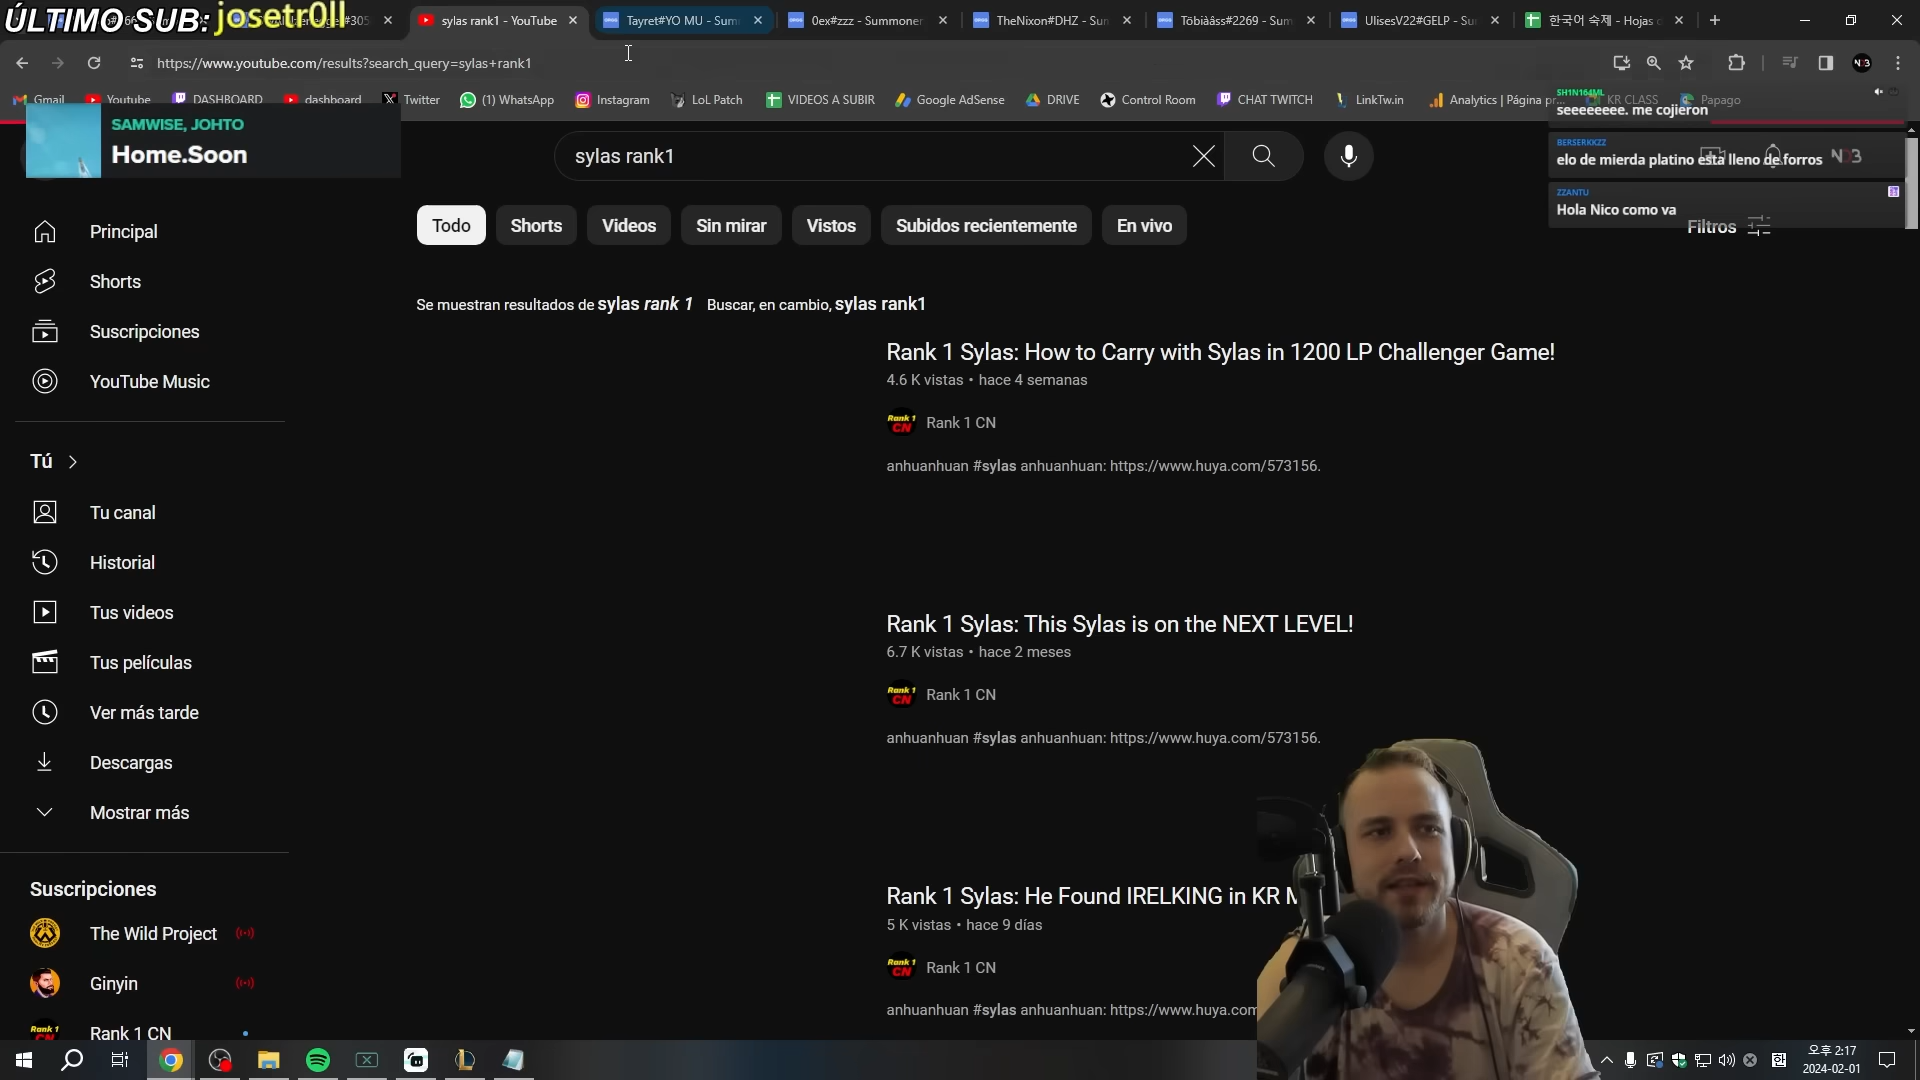 ÚLTIMO SUB: josetr0ll
sylas rank1 - YouTube
Tayret#YO MU - Sum
0ex#zzz - Summoner
TheNixon#DHZ - Sum
Tobiàâss#2269 - Sum
UlisesV22#GELP - Su
한국어 숙제 - Hojas d
https://www.youtube.com/results?search_query=sylas+rank1
Gmail
Youtube
DASHBOARD
dashboard
Twitter
(1) WhatsApp
Instagram
LoL Patch
VIDEOS A SUBIR
Google AdSense
DRIVE
Control Room
CHAT TWITCH
LinkTw.in
Analytics | Página pr...
KR CLASS
Papago
SAMWISE, JOHTO
Home.Soon
sylas rank1
SH1N164ML
seeeeeeee. me cojieron
BERSERKKZZ
elo de mierda platino esta lleno de forros
ZZANTU
Hola Nico como va
Todo
Shorts
Videos
Sin mirar
Vistos
Subidos recientemente
En vivo
Filtros
Principal
Shorts
Suscripciones
YouTube Music
Tú
Tu canal
Historial
Tus videos
Tus películas
Ver más tarde
Descargas
Mostrar más
Suscripciones
The Wild Project
Ginyin
Rank 1 CN
Se muestran resultados de sylas rank 1 Buscar, en cambio, sylas rank1
Rank 1 Sylas: How to Carry with Sylas in 1200 LP Challenger Game!
4.6 K vistas • hace 4 semanas
Rank 1 CN
anhuanhuan #sylas anhuanhuan: https://www.huya.com/573156.
Rank 1 Sylas: This Sylas is on the NEXT LEVEL!
6.7 K vistas • hace 2 meses
Rank 1 CN
anhuanhuan #sylas anhuanhuan: https://www.huya.com/573156.
Rank 1 Sylas: He Found IRELKING in KR M
5 K vistas • hace 9 días
Rank 1 CN
anhuanhuan #sylas anhuanhuan: https://www.huya.com
오후 2:17
2024-02-01